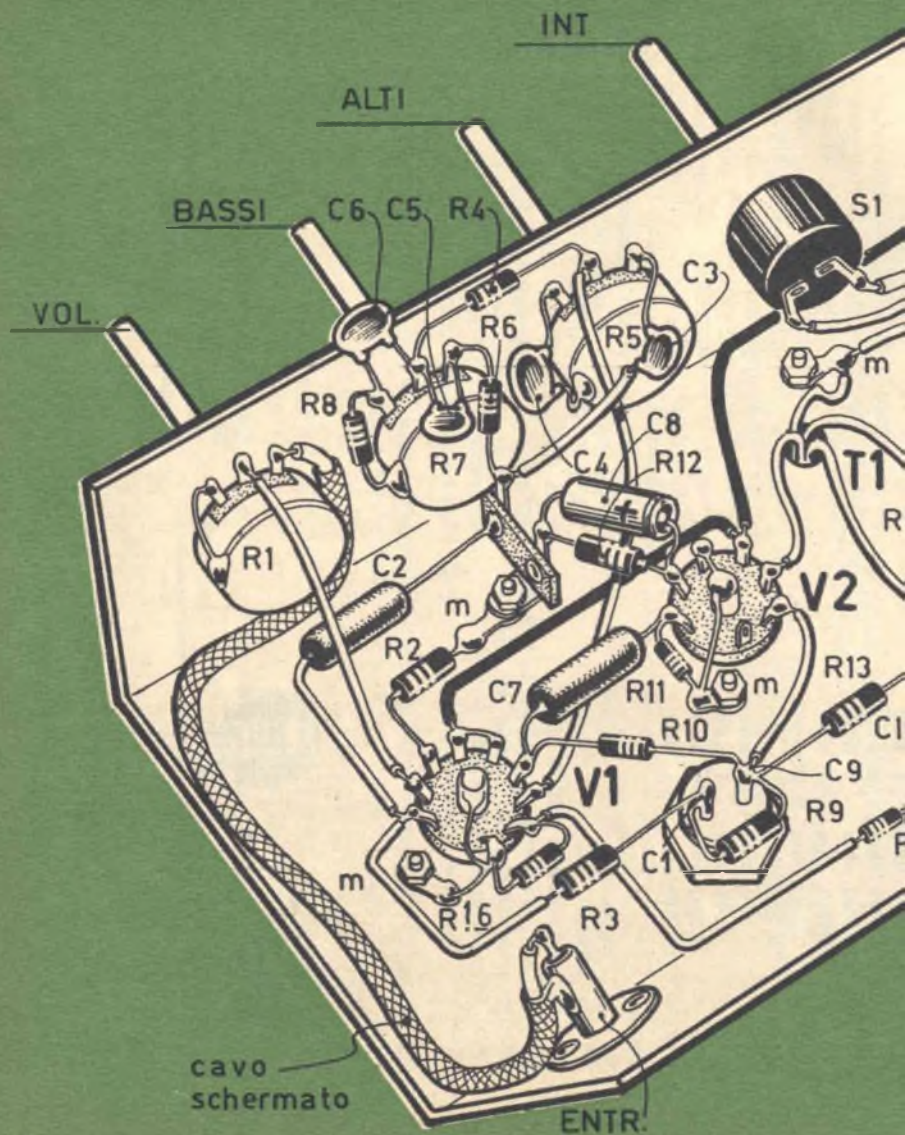 INT
ALTI
BASSI
C6
C5
R4
S1
C3
VOL.
R6
R5
m
R8
C8
R7
C4
R12
T1
R
R1
C2
V2
m
R2
R13
C7
R11
m
R10
C1
V1
C9
R9
m
C1
R16
R3
cavo
schermato
ENTR.